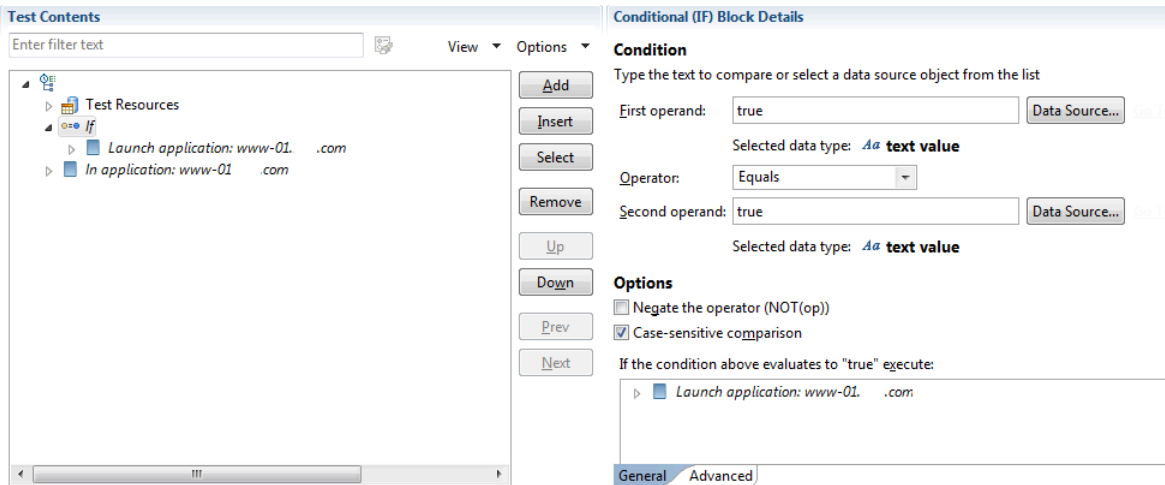 Test Contents
Enter filter text
View Options
Test Resources
If
Launch application: www-01. .com
In application: www-01 .com
Add
Insert
Select
Remove
Up
Down
Prev
Next
Conditional (IF) Block Details
Condition
Type the text to compare or select a data source object from the list
First operand: true Data Source...
Selected data type: Aa text value
Operator: Equals
Second operand: true Data Source...
Selected data type: Aa text value
Options
Negate the operator (NOT(op))
Case-sensitive comparison
If the condition above evaluates to "true" execute:
Launch application: www-01. .com
General Advanced